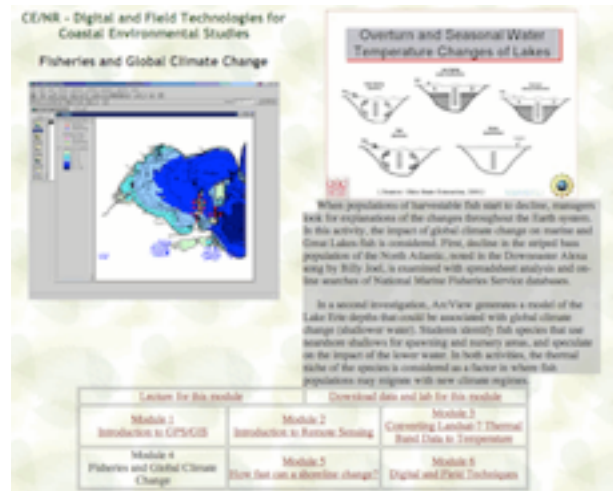 CE/NR - Digital and Field Technologies for
Coastal Environmental Studies
Fisheries and Global Climate Change
Overturn and Seasonal Water
Temperature Changes of Lakes
When populations of harvestable fish start to decline, managers
look for explanations of the changes throughout the Earth system.
In this activity, the impact of global climate change on marine and
Great Lakes fish is considered. First, decline in the striped bass
population of the North Atlantic, noted in the Downeaster Alexa
song by Billy Joel, is examined with spreadsheet analysis and on-
line searches of National Marine Fisheries Service databases.
In a second investigation, ArcView generates a model of the
Lake Erie depths that could be associated with global climate
change (shallower water). Students identify fish species that use
nearshore shallows for spawning and nursery areas, and speculate
on the impact of the lower water. In both activities, the thermal
niche of the species is considered as a factor in where fish
populations may migrate with new climate regimes.
Lecture for this module
Download data and lab for this module
Module 1
Introduction to GPS/GIS
Module 2
Introduction to Remote Sensing
Module 3
Converting Landsat-7 Thermal
Band Data to Temperature
Module 4
Fisheries and Global Climate
Change
Module 5
How fast can a shoreline change?
Module 6
Digital and Field Techniques